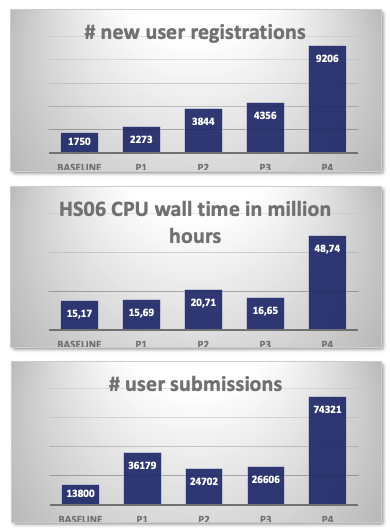 # new user registrations
9206
4356
3844
2273
1750
BASELINE P1 P2 P3 P4
HS06 CPU wall time in million
hours
48,74
20,71
15,17 15,69 16,65
BASELINE P1 P2 P3 P4
# user submissions
74321
36179
24702 26606
13800
BASELINE P1 P2 P3 P4